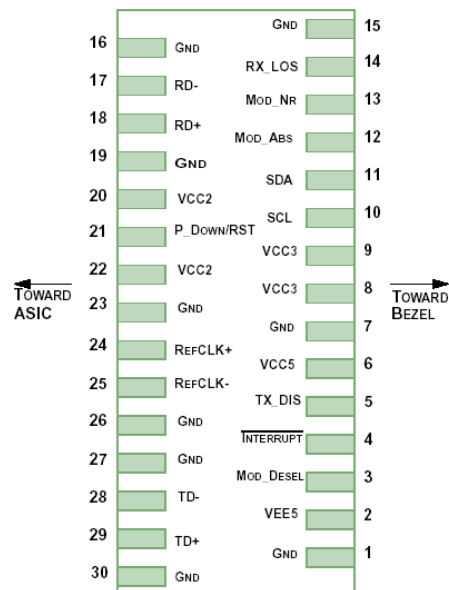 16 GND
17 RD-
18 RD+
19 GND
20 VCC2
21 P_DOWN/RST
22 VCC2
TOWARD
ASIC
23 GND
24 REFCLK+
25 REFCLK-
26 GND
27 GND
28 TD-
29 TD+
30 GND
GND 15
RX_LOS 14
MOD_NR 13
MOD_ABS 12
SDA 11
SCL 10
VCC3 9
VCC3 8
TOWARD
BEZEL
GND 7
VCC5 6
TX_DIS 5
INTERRUPT 4
MOD_DESEL 3
VEE5 2
GND 1